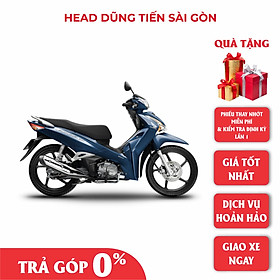 HEAD DŨNG TIẾN SÀI GÒN
QUÀ TẶNG
PHIẾU THAY NHỚT
MIỄN PHÍ
& KIỂM TRA ĐỊNH KỲ
LẦN 1
GIÁ TỐT
NHẤT
DỊCH VỤ
HOÀN HẢO
GIAO XE
NGAY
TRẢ GÓP 0%